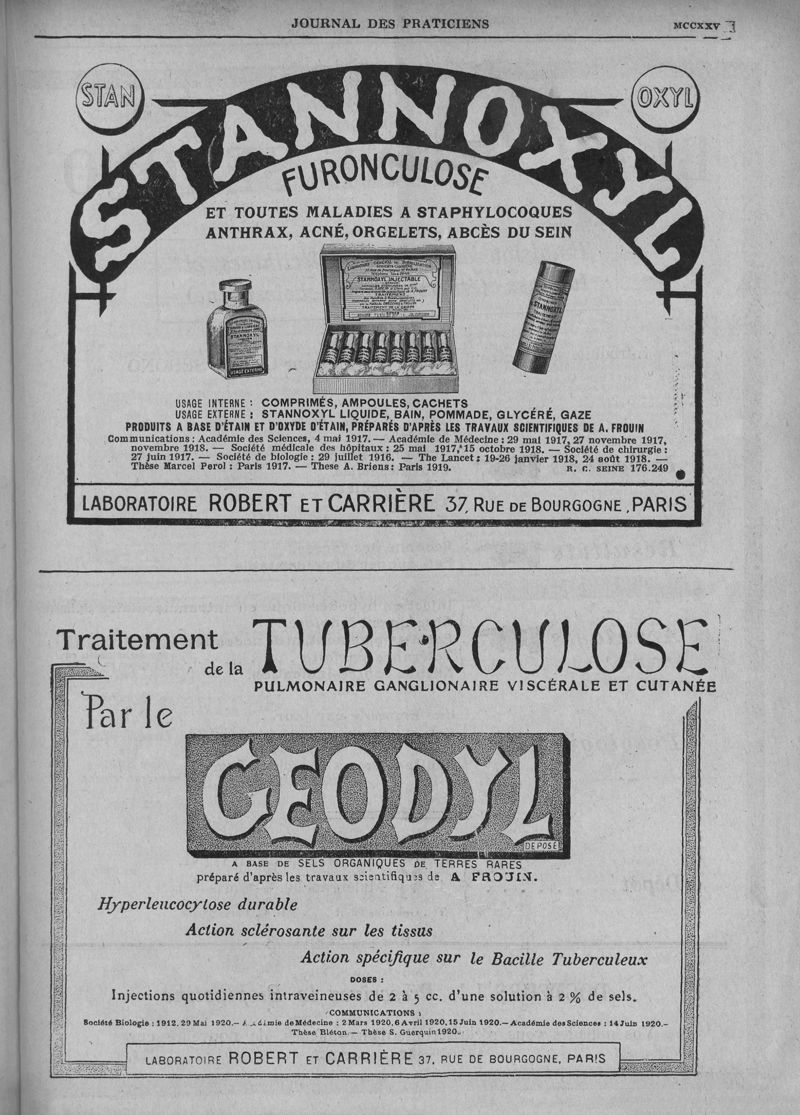 JOURNAL DES PRATICIENS
MCCXXV
STAN
OXYL
STANNOXYL
FURONCULOSE
ET TOUTES MALADIES A STAPHYLOCOQUES
ANTHRAX, ACNÉ, ORGELETS, ABCÈS DU SEIN
STANNOXYL INJECTABLE
STANNOXYL
USAGE EXTERNE
STANNOXYL
USAGE INTERNE : COMPRIMÉS, AMPOULES, CACHETS
USAGE EXTERNE : STANNOXYL LIQUIDE, BAIN, POMMADE, GLYCÉRÉ, GAZE
PRODUITS A BASE D'ÉTAIN ET D'OXYDE D'ÉTAIN, PRÉPARÉS D'APRÈS LES TRAVAUX SCIENTIFIQUES DE A. FROUIN
Communications : Académie des Sciences, 4 mai 1917. — Académie de Médecine : 29 mai 1917, 27 novembre 1917,
novembre 1918. — Société médicale des hôpitaux : 25 mai 1917, 15 octobre 1918. — Société de chirurgie :
27 juin 1917. — Société de biologie : 29 juillet 1916. — The Lancet : 19-26 janvier 1918, 24 août 1918. —
Thèse Marcel Perol : Paris 1917. — These A. Briens : Paris 1919. R. C. SEINE 176.249
LABORATOIRE ROBERT ET CARRIÈRE 37, RUE DE BOURGOGNE, PARIS
Traitement
de la TUBERCULOSE
PULMONAIRE GANGLIONAIRE VISCÉRALE ET CUTANÉE
Par le
GEODYL
DEPOSÉ
A BASE DE SELS ORGANIQUES DE TERRES RARES
préparé d'après les travaux scientifiques de A FROUIN.
Hyperleucocytose durable
Action sclérosante sur les tissus
Action spécifique sur le Bacille Tuberculeux
DOSES :
Injections quotidiennes intraveineuses de 2 à 5 cc. d'une solution à 2 % de sels.
COMMUNICATIONS :
Société Biologie : 1912. 29 Mai 1920. — Académie de Médecine : 2 Mars 1920, 6 Avril 1920, 15 Juin 1920. — Académie des Sciences : 14 Juin 1920. —
Thèse Bléton. — Thèse S. Guerquin 1920.
LABORATOIRE ROBERT ET CARRIÈRE 37, RUE DE BOURGOGNE, PARIS